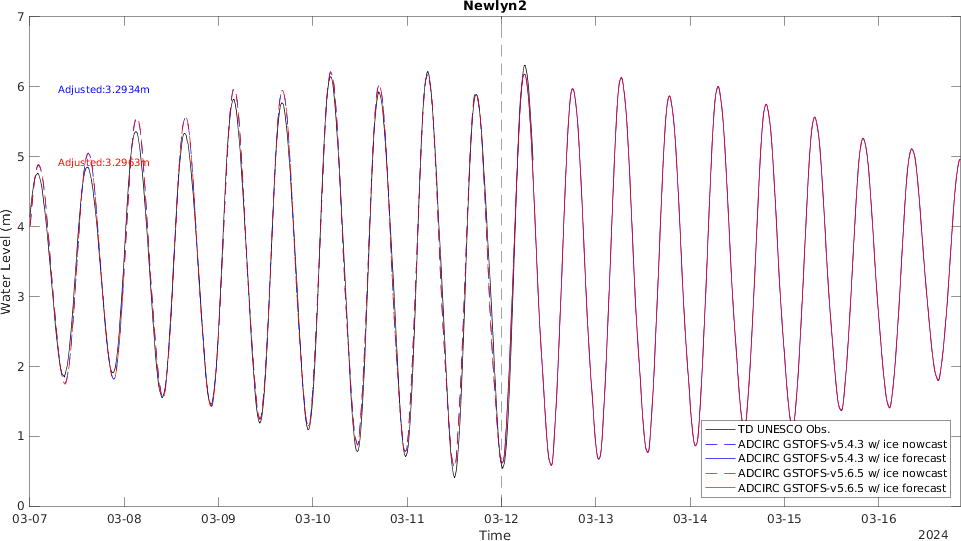 Newlyn2
7
6
5
4
3
2
1
0
Water Level (m)
Adjusted:3.2934m
Adjusted:3.2963m
TD UNESCO Obs.
ADCIRC GSTOFS-v5.4.3 w/ ice nowcast
ADCIRC GSTOFS-v5.4.3 w/ ice forecast
ADCIRC GSTOFS-v5.6.5 w/ ice nowcast
ADCIRC GSTOFS-v5.6.5 w/ ice forecast
03-07 03-08 03-09 03-10 03-11 03-12 03-13 03-14 03-15 03-16
Time
2024